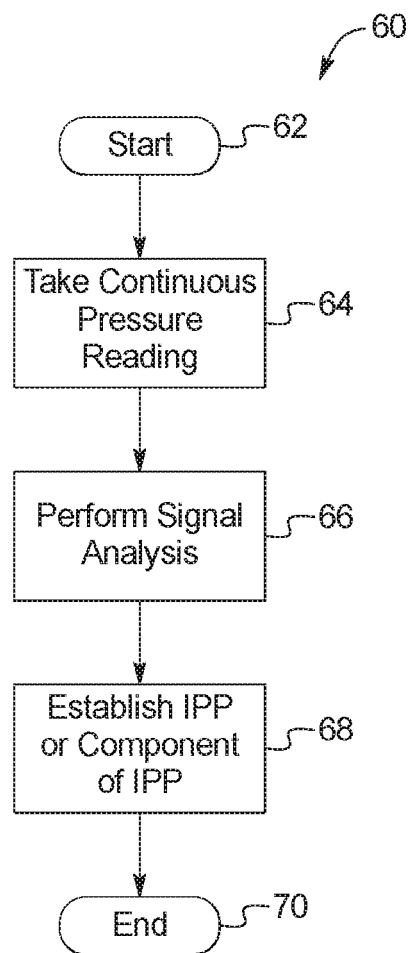 60
Start
62
Take Continuous
Pressure
Reading
64
Perform Signal
Analysis
66
Establish IPP
or Component
of IPP
68
End
70